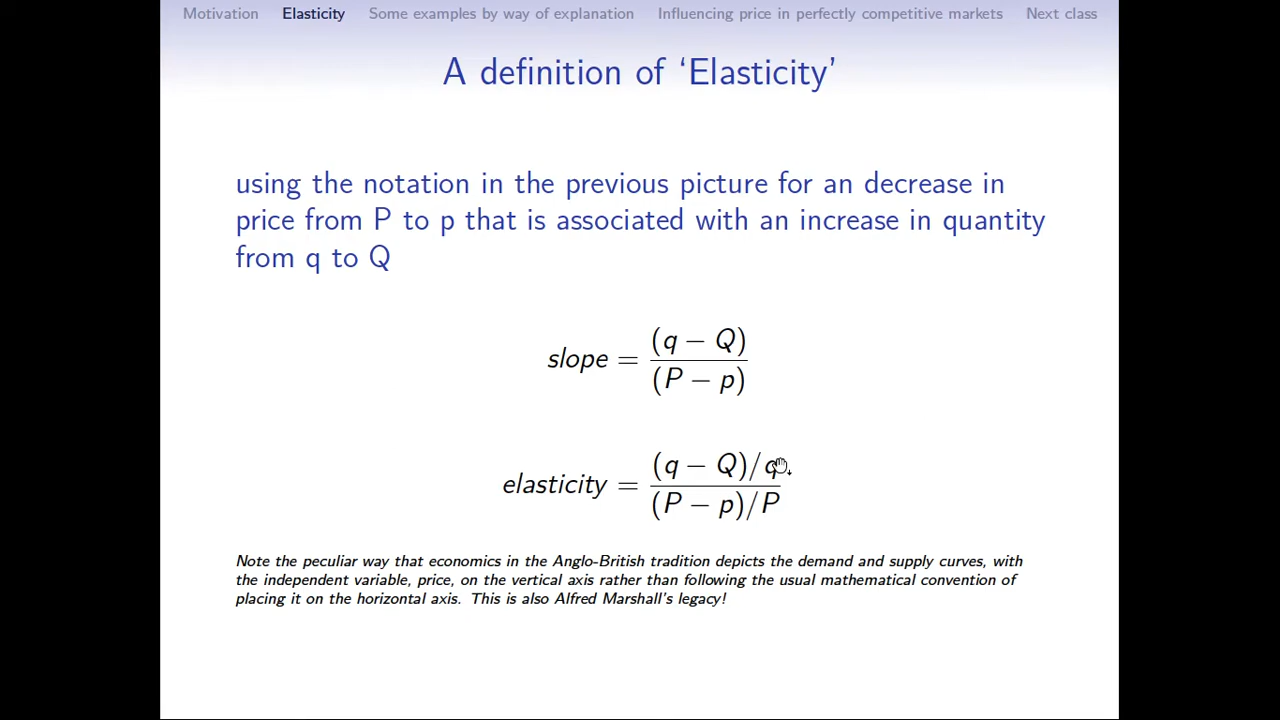 Motivation Elasticity Some examples by way of explanation Influencing price in perfectly competitive markets Next class
A definition of ‘Elasticity’
using the notation in the previous picture for an decrease in
price from P to p that is associated with an increase in quantity
from q to Q
slope = (q − Q) / (P − p)
elasticity = (q − Q)/q / (P − p)/P
Note the peculiar way that economics in the Anglo-British tradition depicts the demand and supply curves, with
the independent variable, price, on the vertical axis rather than following the usual mathematical convention of
placing it on the horizontal axis. This is also Alfred Marshall's legacy!